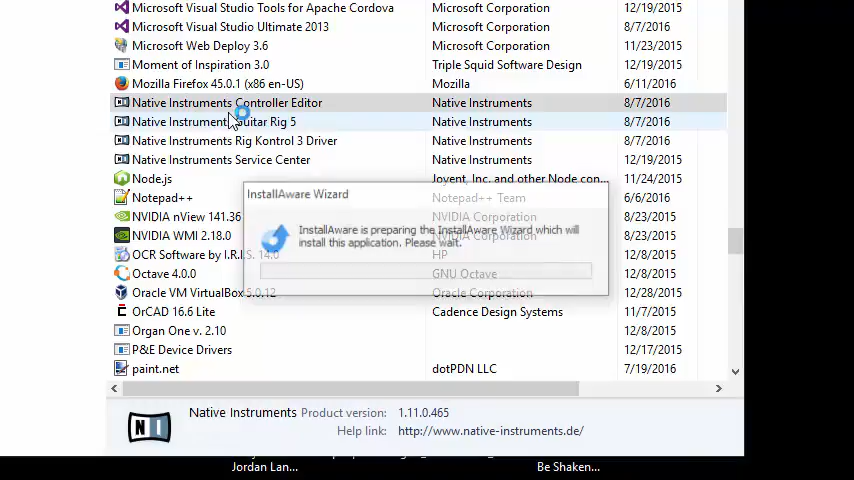 Microsoft Visual Studio Tools for Apache Cordova Microsoft Corporation 12/19/2015
Microsoft Visual Studio Ultimate 2013 Microsoft Corporation 8/7/2016
Microsoft Web Deploy 3.6 Microsoft Corporation 11/23/2015
Moment of Inspiration 3.0 Triple Squid Software Design 12/19/2015
Mozilla Firefox 45.0.1 (x86 en-US) Mozilla 6/11/2016
Native Instruments Controller Editor Native Instruments 8/7/2016
Native Instruments Guitar Rig 5 Native Instruments 8/7/2016
Native Instruments Rig Kontrol 3 Driver Native Instruments 8/7/2016
Native Instruments Service Center Native Instruments 12/19/2015
Node.js Joyent, Inc. and other Node con... 11/24/2015
InstallAware Wizard
Notepad++ Notepad++ Team 6/6/2016
NVIDIA nView 141.36 NVIDIA Corporation 8/23/2015
InstallAware is preparing the InstallAware Wizard which will
install this application. Please wait.
NVIDIA WMI 2.18.0 NVIDIA Corporation 8/23/2015
OCR Software by I.R.I.S. 14.0 HP 12/8/2015
Octave 4.0.0 GNU Octave 12/8/2015
Oracle VM VirtualBox 5.0.12 Oracle Corporation 12/28/2015
OrCAD 16.6 Lite Cadence Design Systems 11/7/2015
Organ One v. 2.10 12/8/2015
P&E Device Drivers 12/17/2015
paint.net dotPDN LLC 7/19/2016
NI
Native Instruments Product version: 1.11.0.465
Help link: http://www.native-instruments.de/
Jordan Lan... Be Shaken...